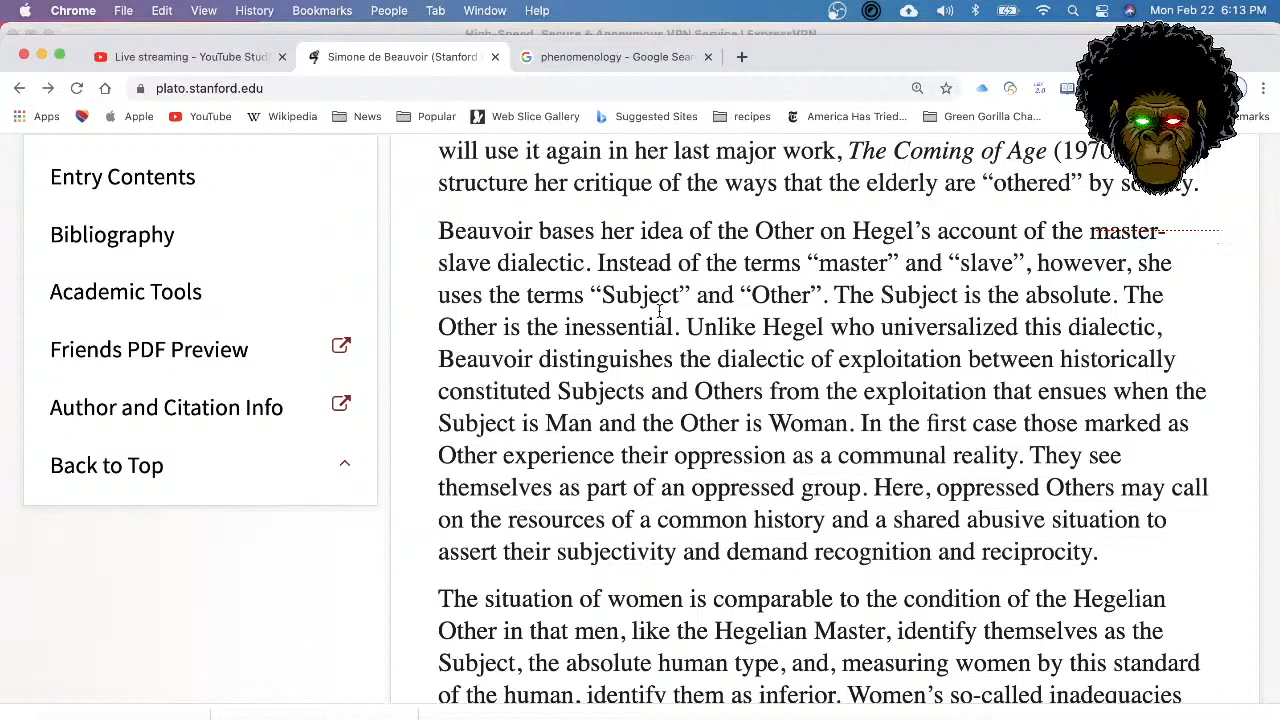 Chrome File Edit View History Bookmarks People Tab Window Help Mon Feb 22 6:13 PM
High-Speed, Secure & Anonymous VPN Service | ExpressVPN
Live streaming - YouTube Stud Simone de Beauvoir (Stanford phenomenology - Google Sear
plato.stanford.edu 2.0
Apps Apple YouTube Wikipedia News Popular Web Slice Gallery Suggested Sites recipes America Has Tried... Green Gorilla Cha...
Entry Contents
Bibliography
Academic Tools
Friends PDF Preview
Author and Citation Info
Back to Top
will use it again in her last major work, The Coming of Age (1970
structure her critique of the ways that the elderly are “othered” by
Beauvoir bases her idea of the Other on Hegel’s account of the master-
slave dialectic. Instead of the terms “master” and “slave”, however, she
uses the terms “Subject” and “Other”. The Subject is the absolute. The
Other is the inessential. Unlike Hegel who universalized this dialectic,
Beauvoir distinguishes the dialectic of exploitation between historically
constituted Subjects and Others from the exploitation that ensues when the
Subject is Man and the Other is Woman. In the first case those marked as
Other experience their oppression as a communal reality. They see
themselves as part of an oppressed group. Here, oppressed Others may call
on the resources of a common history and a shared abusive situation to
assert their subjectivity and demand recognition and reciprocity.
The situation of women is comparable to the condition of the Hegelian
Other in that men, like the Hegelian Master, identify themselves as the
Subject, the absolute human type, and, measuring women by this standard
of the human, identify them as inferior. Women’s so-called inadequacies